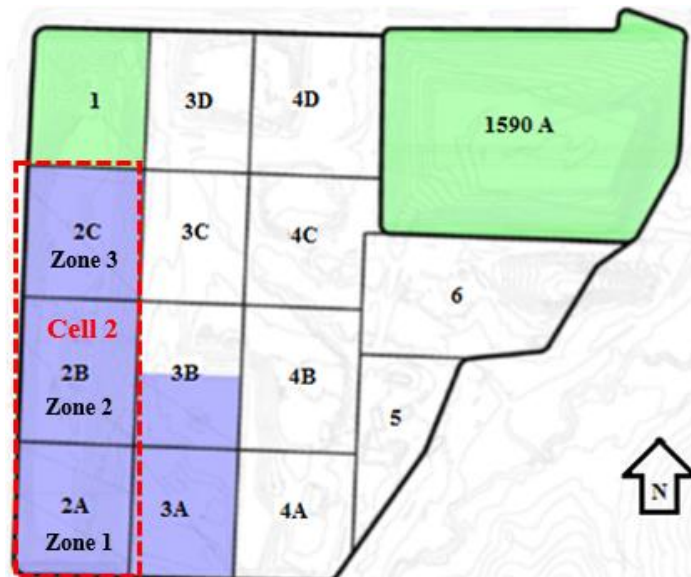 1
3D
4D
1590 A
2C
Zone 3
3C
4C
6
Cell 2
2B
Zone 2
3B
4B
5
2A
Zone 1
3A
4A
N